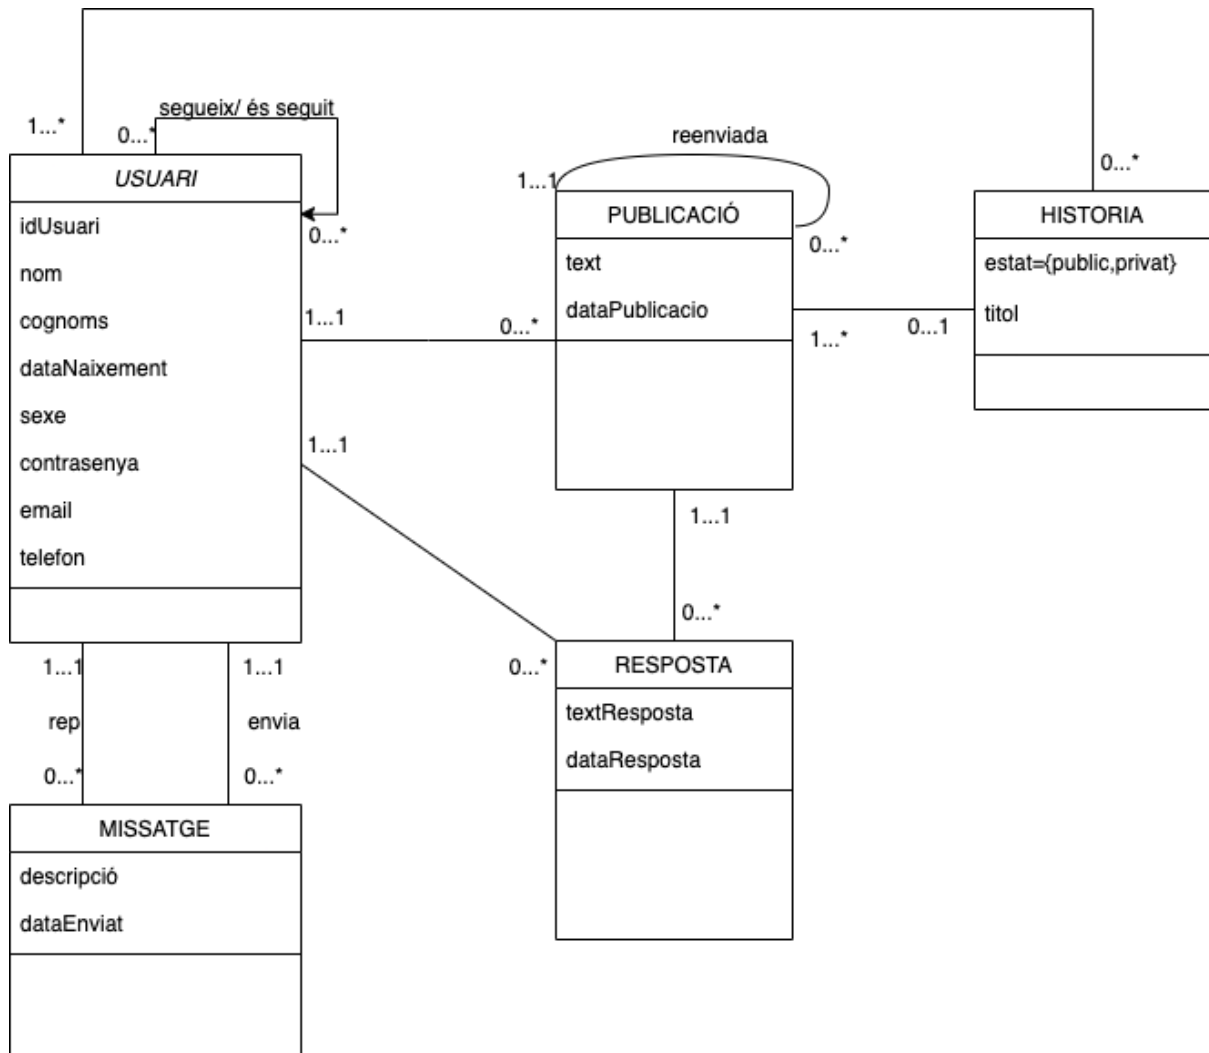 segueix/ és seguit
1...*
0...*
USUARI
idUsuari
nom
cognoms
dataNaixement
sexe
contrasenya
email
telefon
0...*
reenviada
1...1
0...*
PUBLICACIÓ
text
dataPublicacio
0...*
HISTORIA
estat={public,privat}
titol
1...1
0...*
1...*
0...1
1...1
0...*
1...1
0...*
RESPOSTA
textResposta
dataResposta
1...1
1...1
rep
envia
0...*
0...*
MISSATGE
descripció
dataEnviat